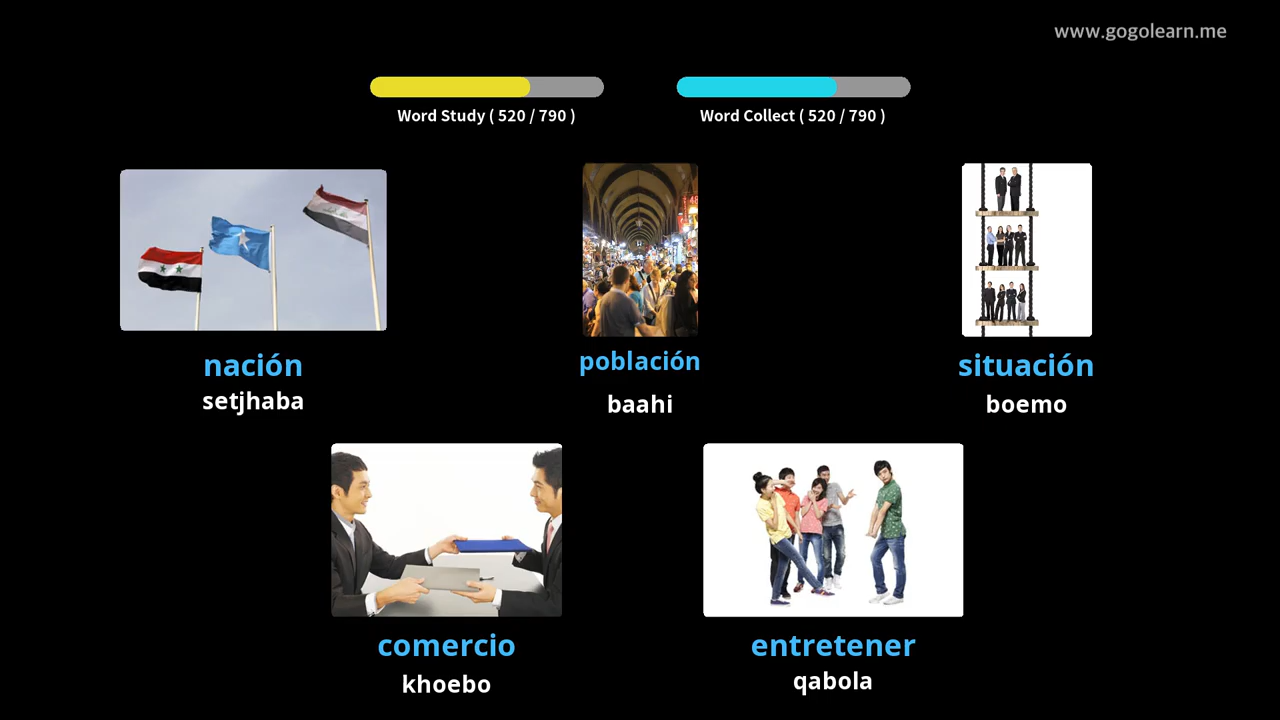 www.gogolearn.me
Word Study ( 520 / 790 )
Word Collect ( 520 / 790 )
nación
setjhaba
población
baahi
situación
boemo
comercio
khoebo
entretener
qabola